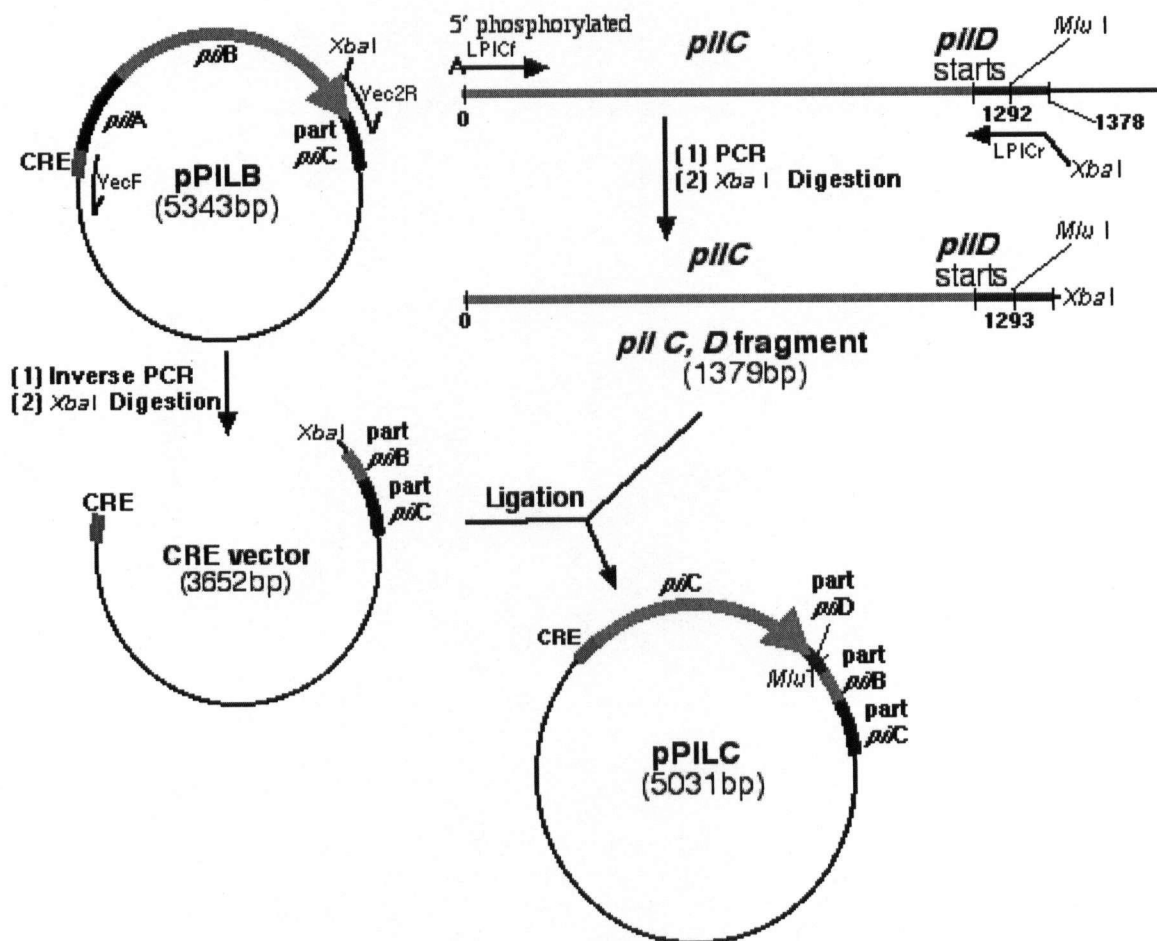 XbaI
pilB
Yec2R
pilA
part
pilC
CRE
YecF
pPILB
(5343bp)
5' phosphorylated
LPICf
A
pilC
pilD
starts
Mlu I
0
1292
1378
LPICr
XbaI
(1) PCR
(2) Xba I Digestion
pilC
pilD
starts
Mlu I
XbaI
0
1293
pil C, D fragment
(1379bp)
(1) Inverse PCR
(2) XbaI Digestion
XbaI
part
pilB
part
pilC
CRE
CRE vector
(3652bp)
Ligation
pilC
part
pilD
CRE
MluI
part
pilB
part
pilC
pPILC
(5031bp)